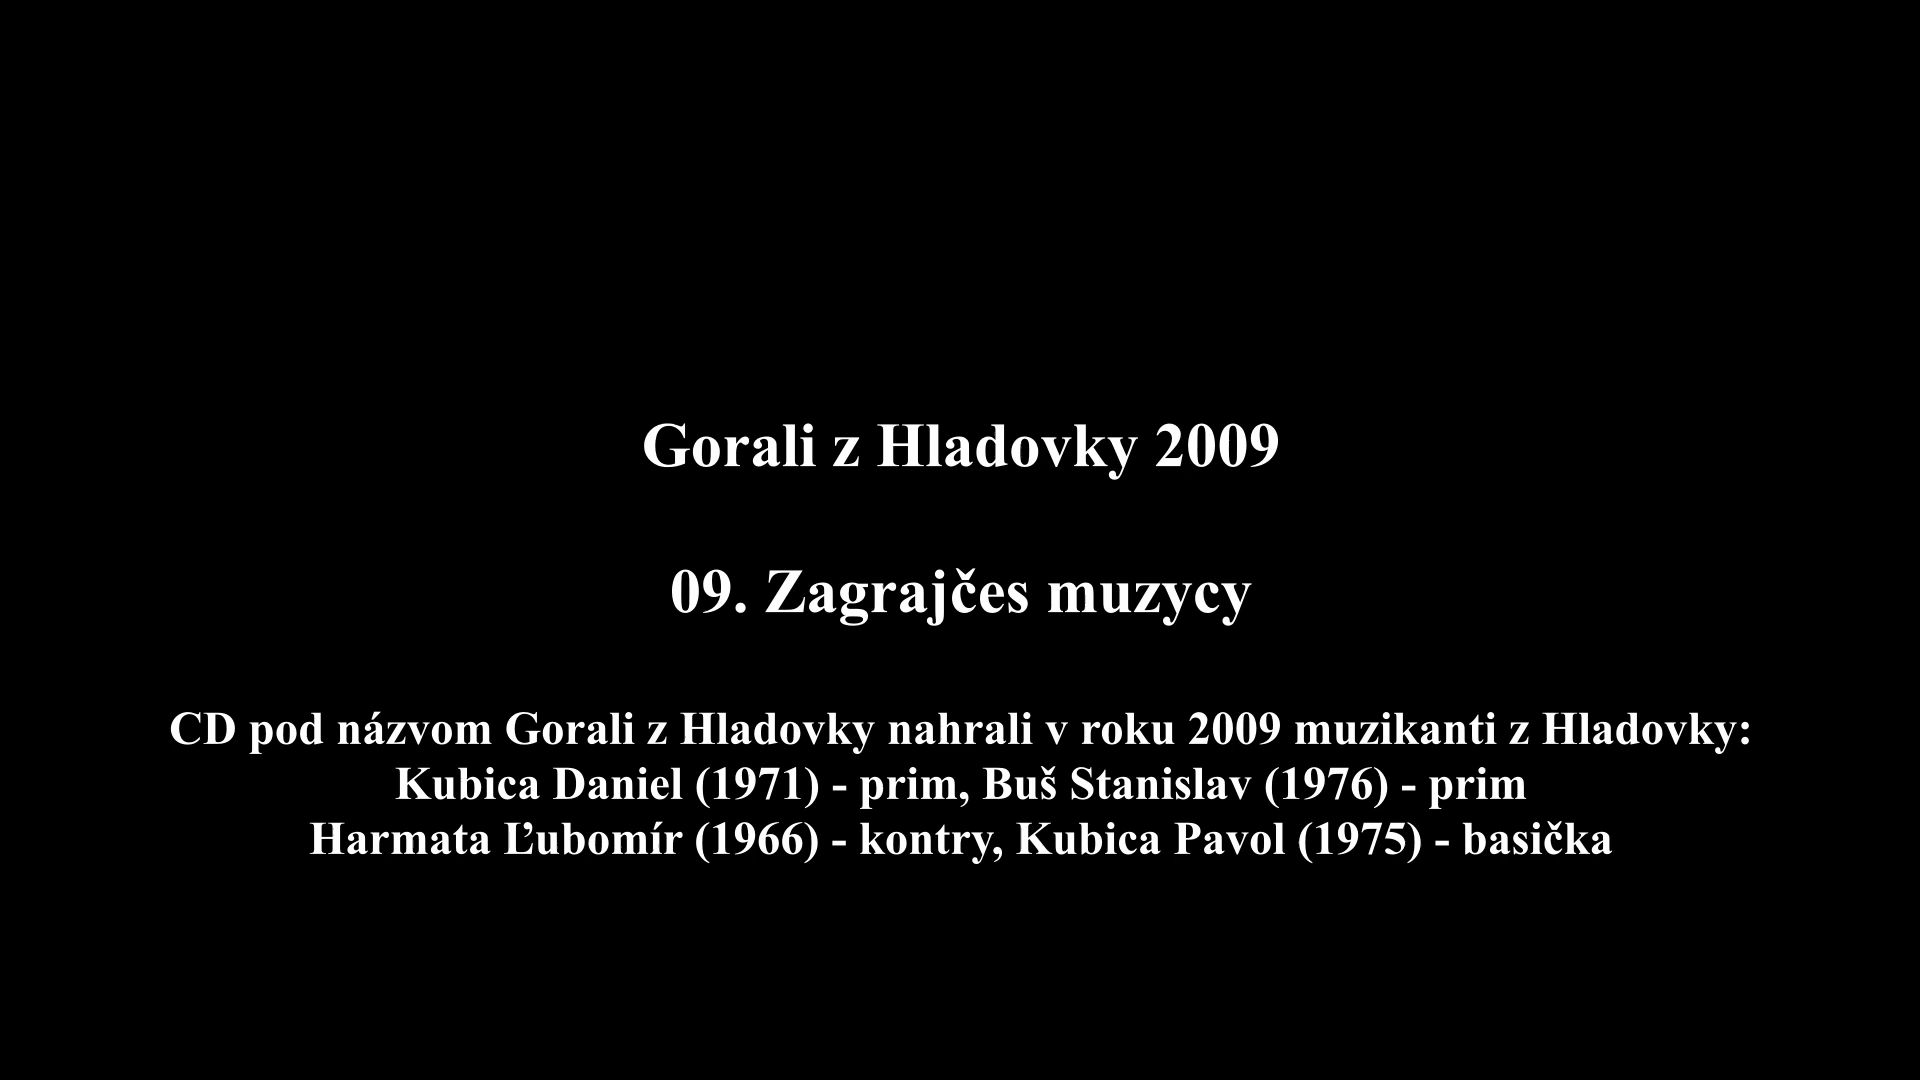 Gorali z Hladovky 2009
09. Zagrajčes muzycy
CD pod názvom Gorali z Hladovky nahrali v roku 2009 muzikanti z Hladovky:
Kubica Daniel (1971) - prim, Buš Stanislav (1976) - prim
Harmata Ľubomír (1966) - kontry, Kubica Pavol (1975) - basička